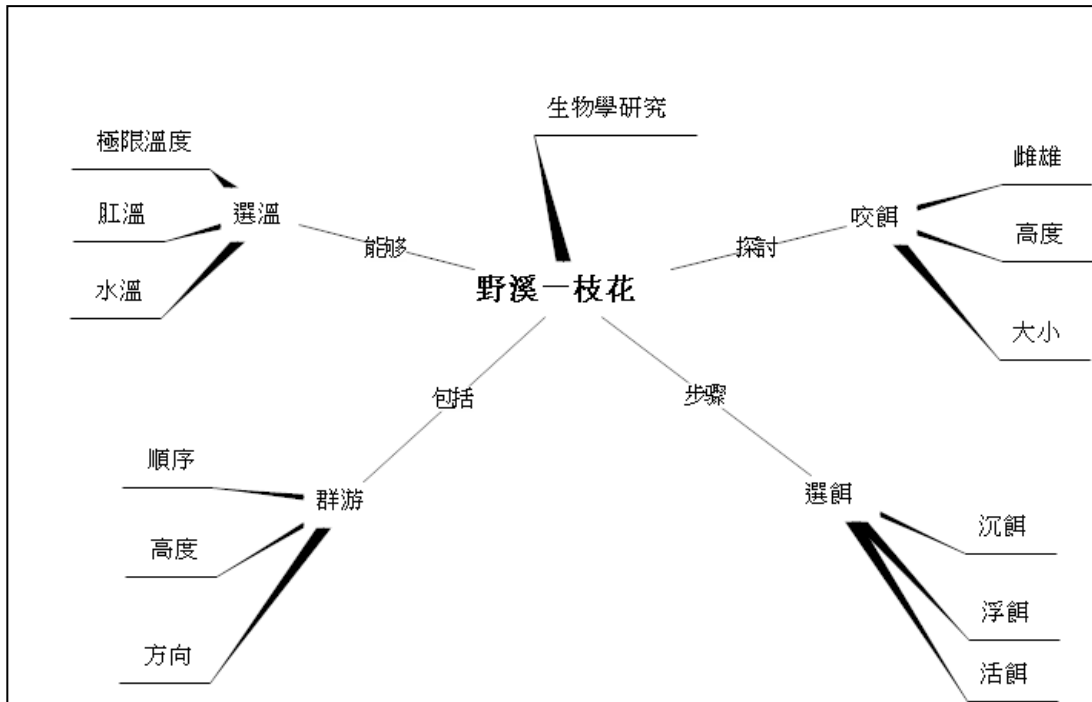 生物學研究
極限溫度
肛溫
水溫
選溫
能够
野溪一枝花
探討
咬餌
雌雄
高度
大小
包括
群游
順序
高度
方向
步驟
選餌
沉餌
浮餌
活餌